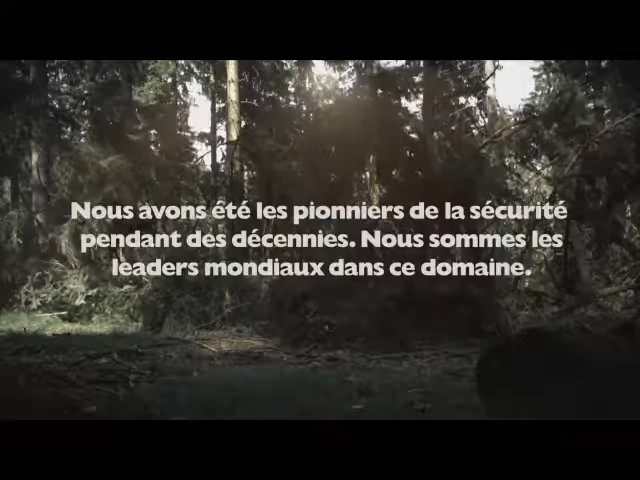 Nous avons été les pionniers de la sécurité
pendant des décennies. Nous sommes les
leaders mondiaux dans ce domaine.